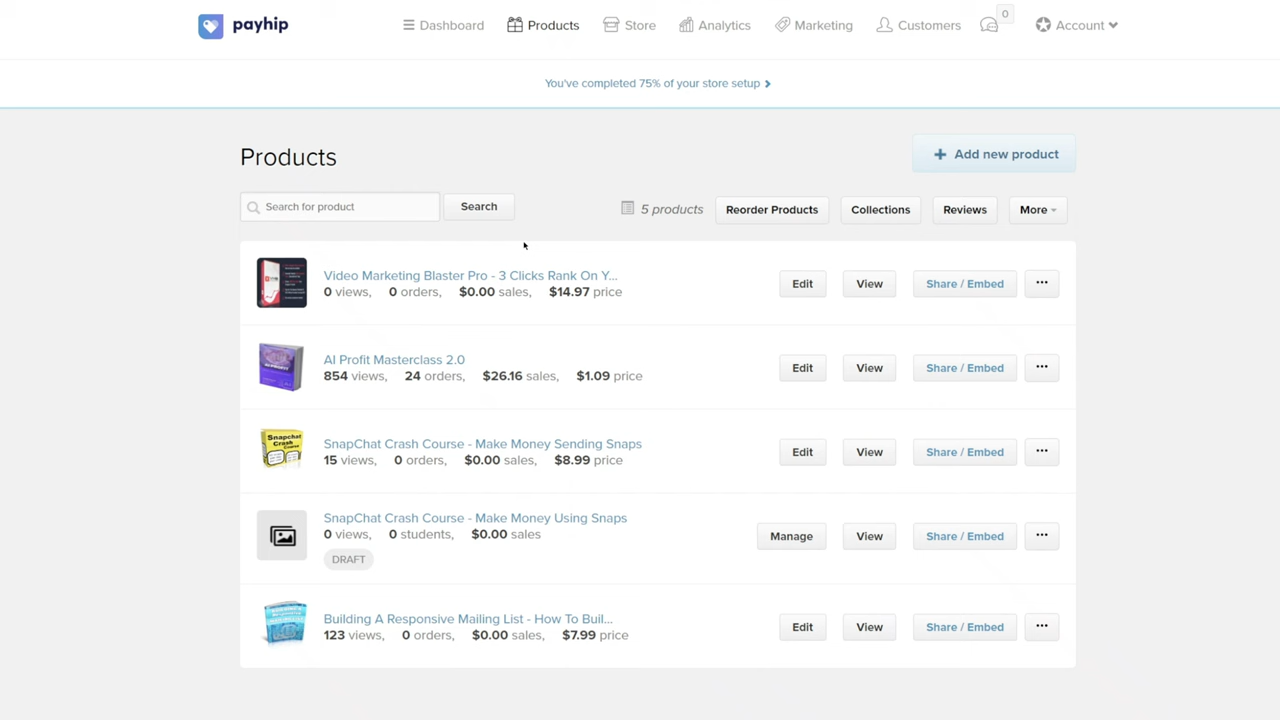 payhip
Dashboard
Products
Store
Analytics
Marketing
Customers
0
Account
You've completed 75% of your store setup
Products
+ Add new product
Search for product
Search
5 products
Reorder Products
Collections
Reviews
More
Video Marketing Blaster Pro - 3 Clicks Rank On Y...
0 views, 0 orders, $0.00 sales, $14.97 price
Edit
View
Share / Embed
...
AI Profit Masterclass 2.0
854 views, 24 orders, $26.16 sales, $1.09 price
Edit
View
Share / Embed
...
Snapchat
Crash
Course
SnapChat Crash Course - Make Money Sending Snaps
15 views, 0 orders, $0.00 sales, $8.99 price
Edit
View
Share / Embed
...
SnapChat Crash Course - Make Money Using Snaps
0 views, 0 students, $0.00 sales
DRAFT
Manage
View
Share / Embed
...
Building A Responsive Mailing List - How To Buil...
123 views, 0 orders, $0.00 sales, $7.99 price
Edit
View
Share / Embed
...